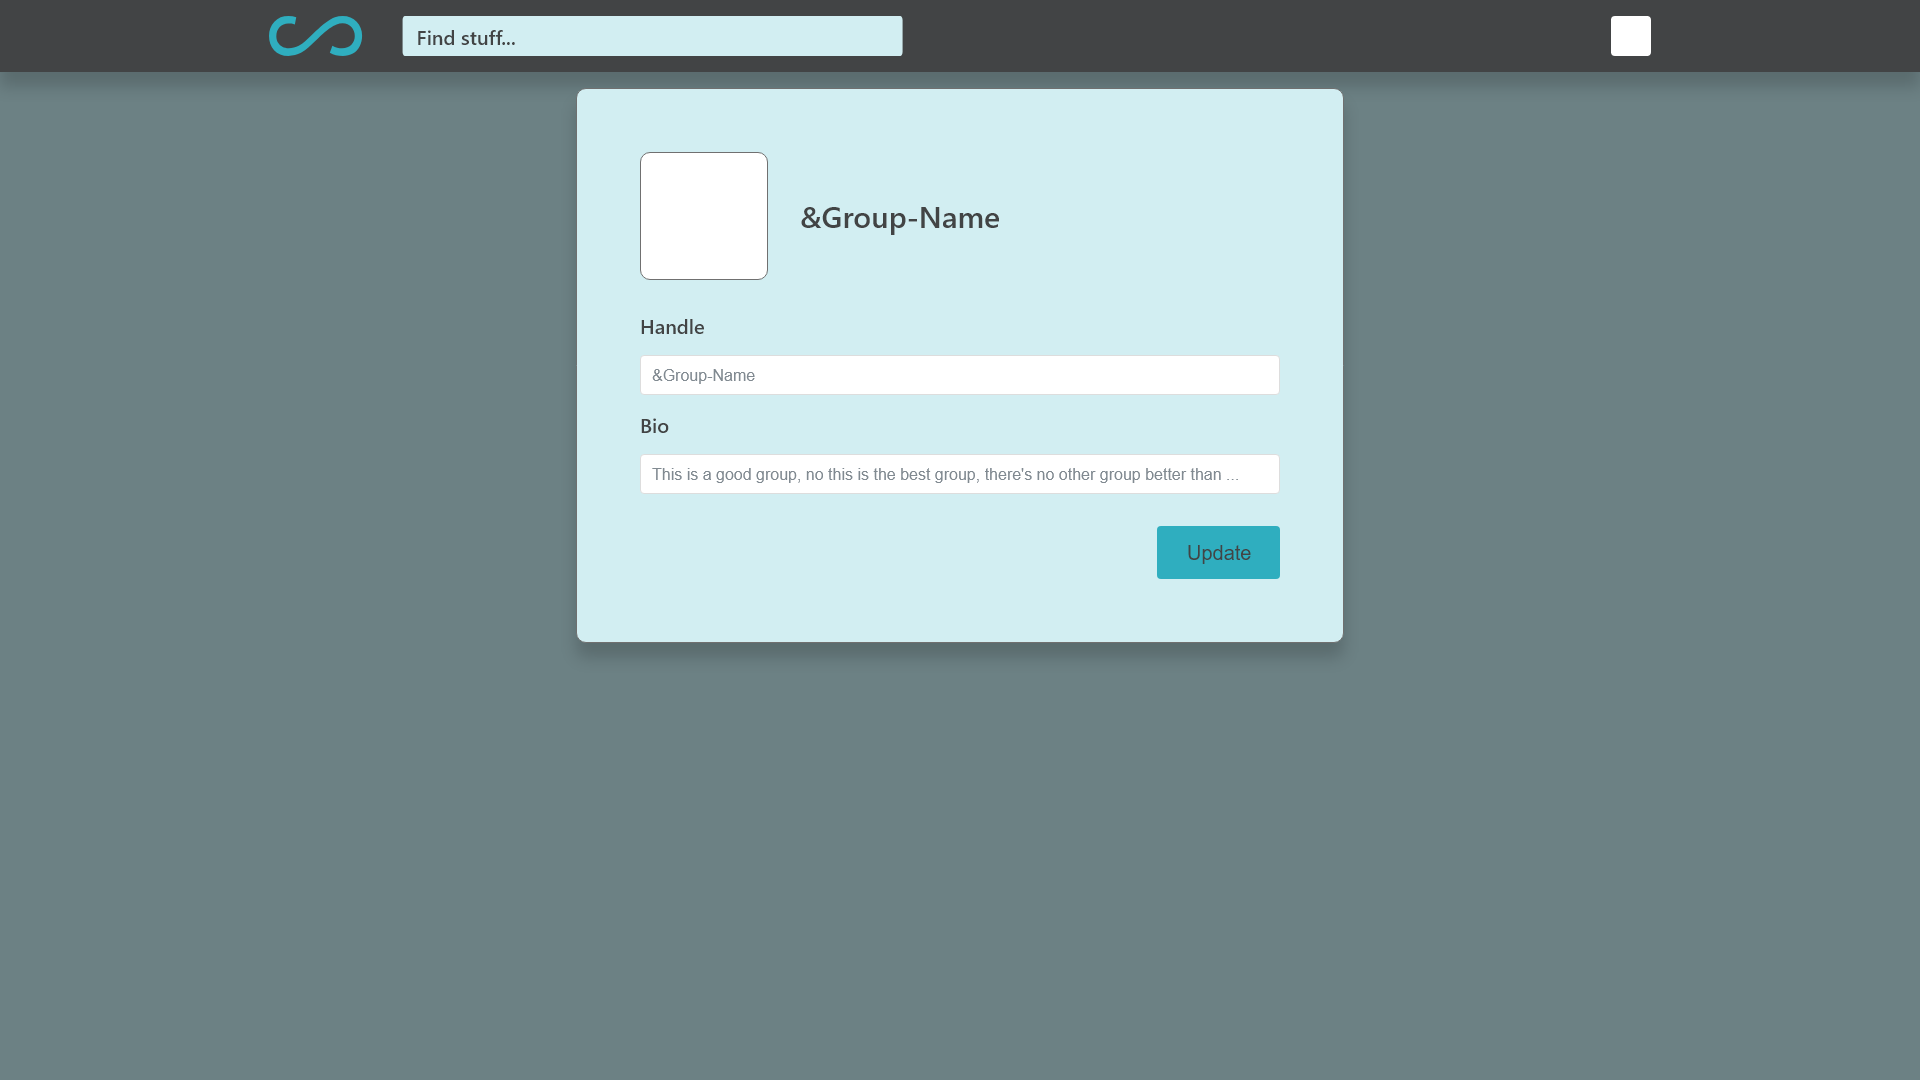 Find stuff...
&Group-Name
Handle
&Group-Name
Bio
This is a good group, no this is the best group, there's no other group better than ...
Update